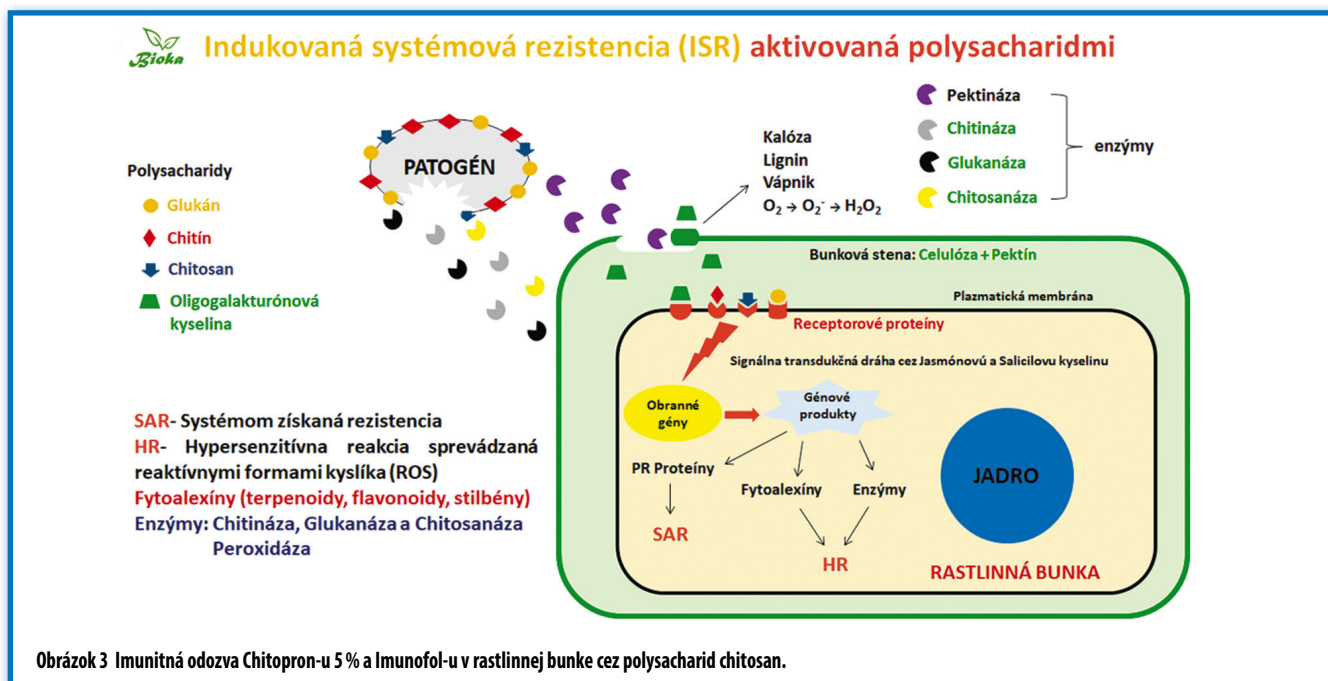 Bioka
Indukovaná systémová rezistencia (ISR) aktivovaná polysacharidmi
Polysacharidy
Glukán
Chitín
Chitosan
Oligogalakturónová
kyselina
PATOGÉN
Kalóza
Lignin
Vápnik
O₂ → O₂⁻ → H₂O₂
Pektináza
Chitináza
Glukanáza
Chitosanáza
enzýmy
Bunková stena: Celulóza + Pektín
Plazmatická membrána
Receptorové proteíny
Signálna transdukčná dráha cez Jasmónovú a Salicilovu kyselinu
Obranné
gény
Génové
produkty
PR Proteíny
Fytoalexíny
Enzýmy
SAR
HR
JADRO
RASTLINNÁ BUNKA
SAR- Systémom získaná rezistencia
HR- Hypersenzitívna reakcia sprevádzaná
reaktívnymi formami kyslíka (ROS)
Fytoalexíny (terpenoidy, flavonoidy, stilbény)
Enzýmy: Chitináza, Glukanáza a Chitosanáza
Peroxidáza
Obrázok 3 Imunitná odozva Chitopron-u 5 % a Imunofol-u v rastlinnej bunke cez polysacharid chitosan.